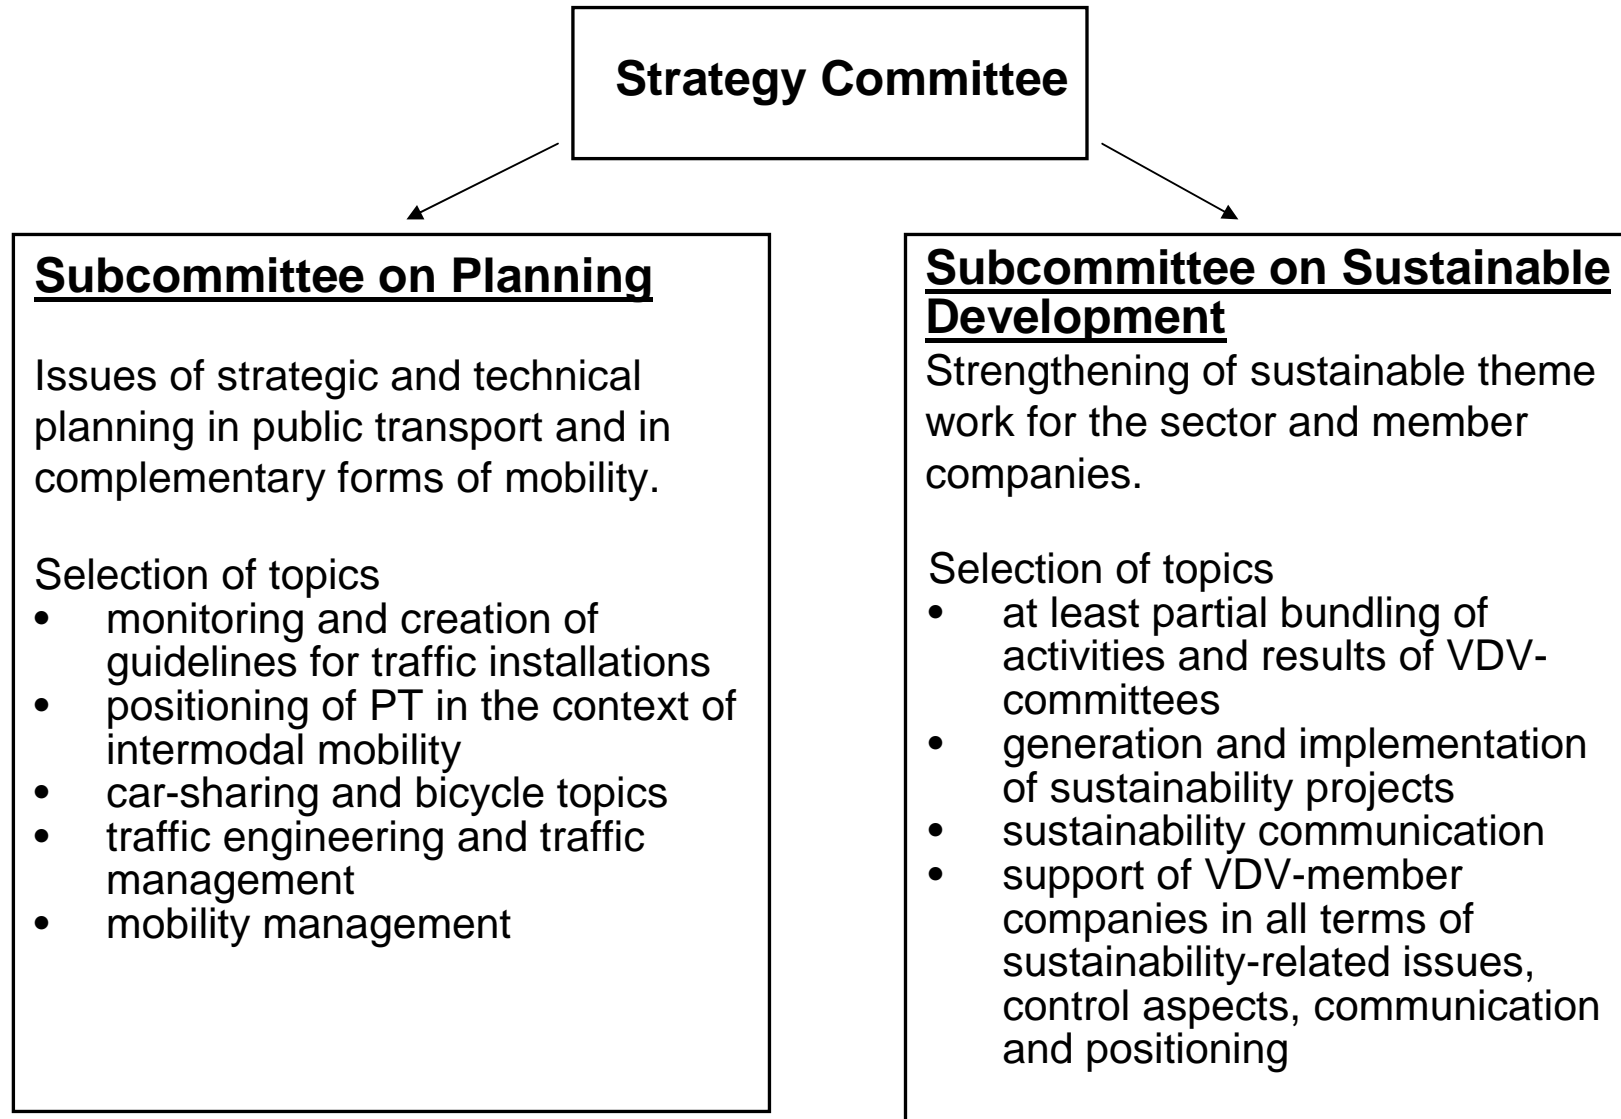 Strategy Committee
Subcommittee on Planning
Issues of strategic and technical
planning in public transport and in
complementary forms of mobility.
Selection of topics
• monitoring and creation of
guidelines for traffic installations
• positioning of PT in the context of
intermodal mobility
• car-sharing and bicycle topics
• traffic engineering and traffic
management
• mobility management
Subcommittee on Sustainable
Development
Strengthening of sustainable theme
work for the sector and member
companies.
Selection of topics
• at least partial bundling of
activities and results of VDV-
committees
• generation and implementation
of sustainability projects
• sustainability communication
• support of VDV-member
companies in all terms of
sustainability-related issues,
control aspects, communication
and positioning